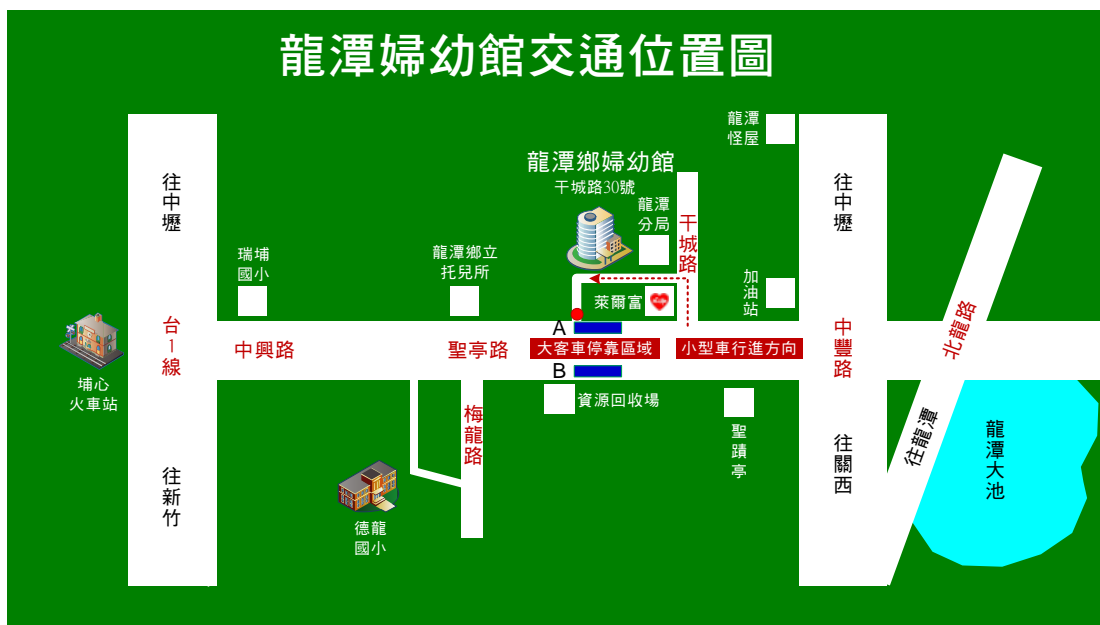 龍潭婦幼館交通位置圖
龍潭
怪屋
龍潭鄉婦幼館
干城路30號
龍潭
分局
干城路
往中壢
往中壢
瑞埔
國小
龍潭鄉立
托兒所
加油站
萊爾富
台1線
中興路
聖亭路
A
大客車停靠區域
B
小型車行進方向
中豐路
北龍路
埔心
火車站
梅龍路
資源回收場
聖蹟亭
往龍潭
龍潭大池
往關西
往新竹
德龍
國小